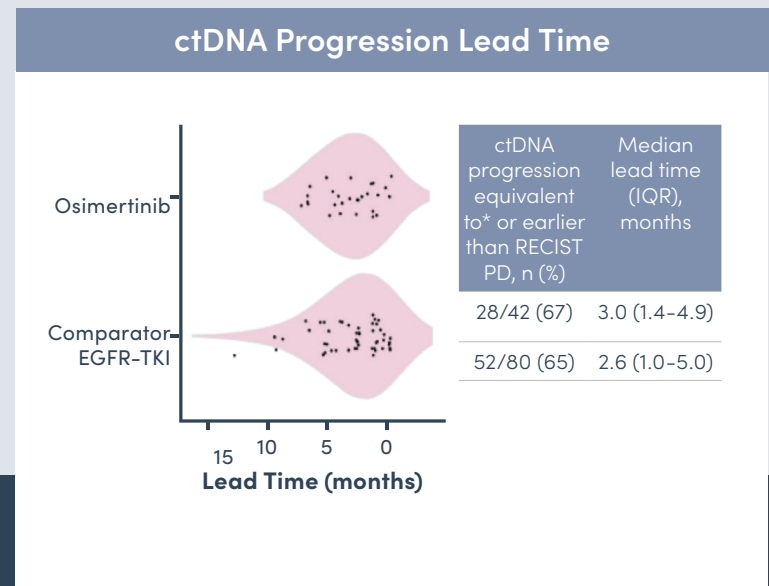 ctDNA Progression Lead Time
Osimertinib
Comparator
EGFR-TKI
15
10
5
0
Lead Time (months)
ctDNA
progression
equivalent
to* or earlier
than RECIST
PD, n (%)
Median
lead time
(IQR),
months
28/42 (67)
3.0 (1.4-4.9)
52/80 (65)
2.6 (1.0-5.0)